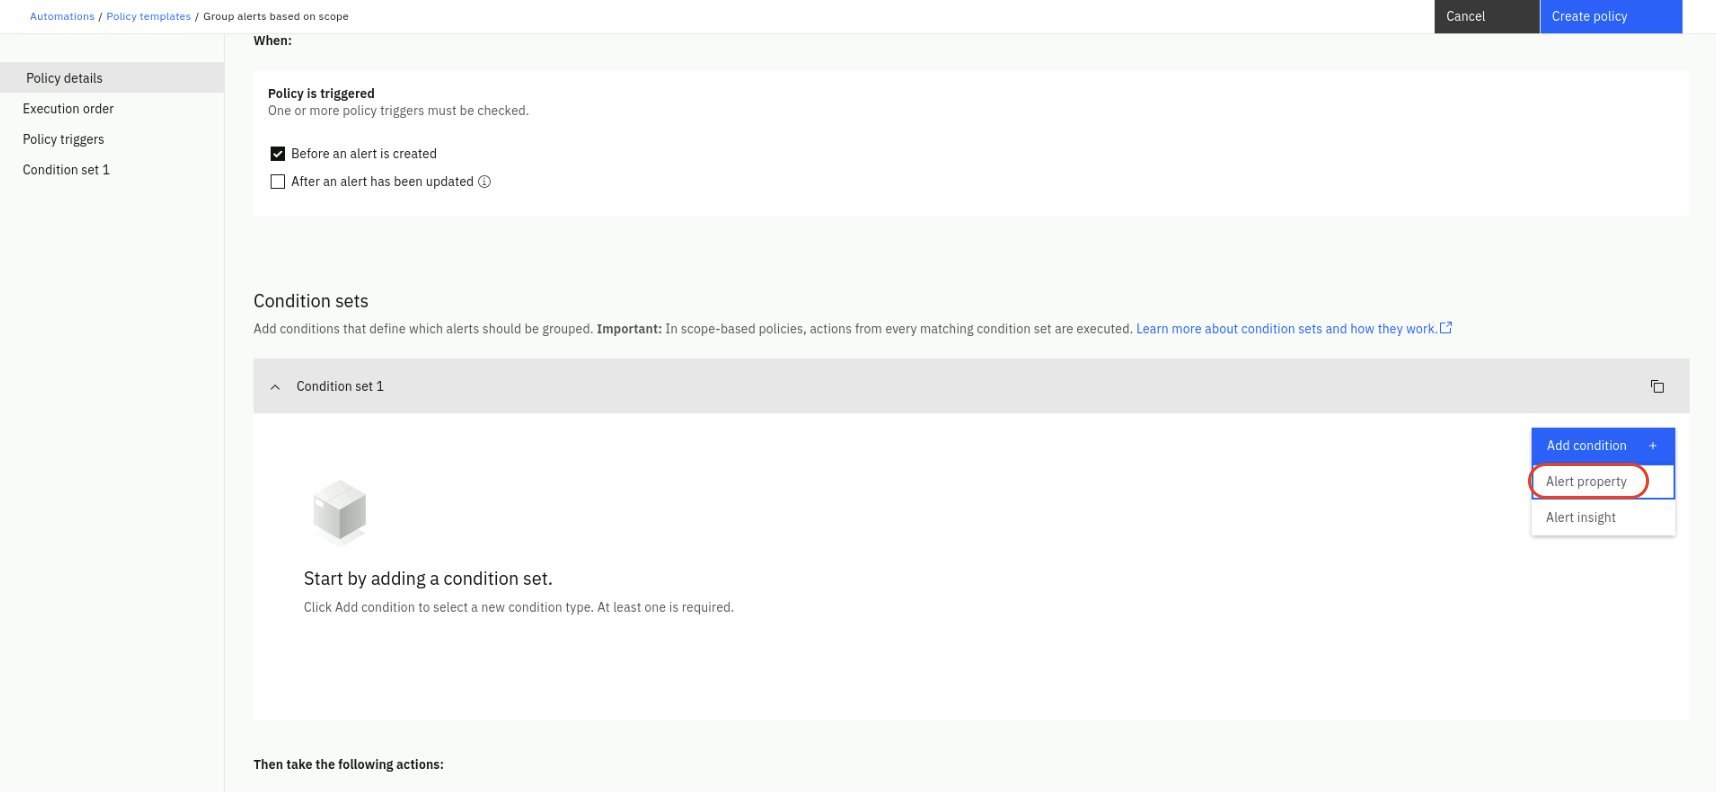 Automations / Policy templates / Group alerts based on scope
Cancel
Create policy
Policy details
Execution order
Policy triggers
Condition set 1
When:
Policy is triggered
One or more policy triggers must be checked.
Before an alert is created
After an alert has been updated
Condition sets
Add conditions that define which alerts should be grouped. Important: In scope-based policies, actions from every matching condition set are executed. Learn more about condition sets and how they work.
Condition set 1
Add condition +
Alert property
Alert insight
Start by adding a condition set.
Click Add condition to select a new condition type. At least one is required.
Then take the following actions: